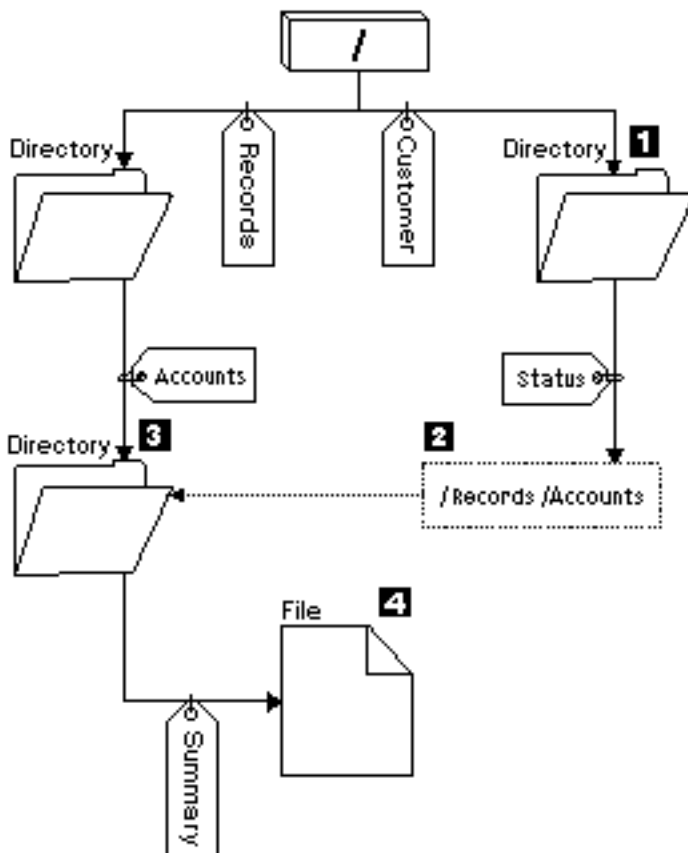 /
Directory
Records
Customer
Directory
1
Accounts
Status
Directory
3
2
/Records /Accounts
File
4
Summary